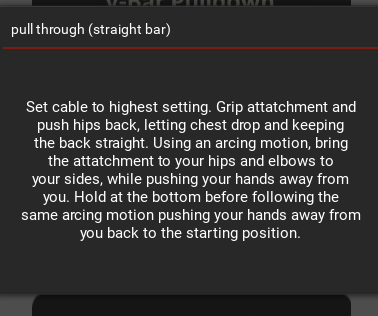 V-Bar Pulldown
pull through (straight bar)
Set cable to highest setting. Grip attatchment and
push hips back, letting chest drop and keeping
the back straight. Using an arcing motion, bring
the attatchment to your hips and elbows to
your sides, while pushing your hands away from
you. Hold at the bottom before following the
same arcing motion pushing your hands away from
you back to the starting position.